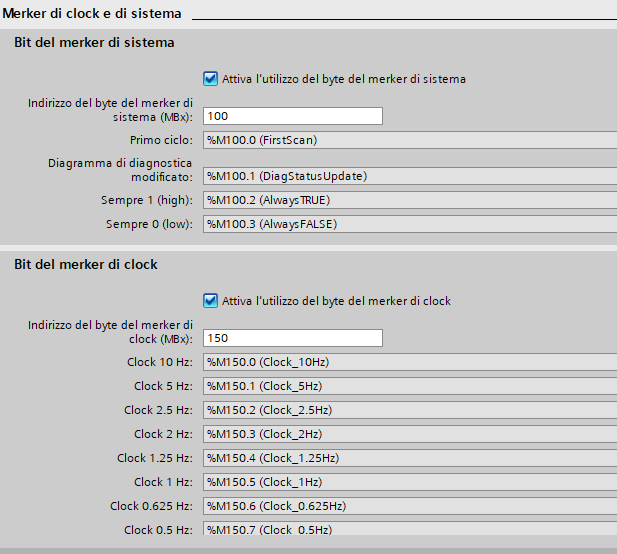 Merker di clock e di sistema
Bit del merker di sistema
Attiva l'utilizzo del byte del merker di sistema
Indirizzo del byte del merker di
sistema (MBx): 100
Primo ciclo: %M100.0 (FirstScan)
Diagramma di diagnostica
modificato: %M100.1 (DiagStatusUpdate)
Sempre 1 (high): %M100.2 (AlwaysTRUE)
Sempre 0 (low): %M100.3 (AlwaysFALSE)
Bit del merker di clock
Attiva l'utilizzo del byte del merker di clock
Indirizzo del byte del merker di
clock (MBx): 150
Clock 10 Hz: %M150.0 (Clock_10Hz)
Clock 5 Hz: %M150.1 (Clock_5Hz)
Clock 2.5 Hz: %M150.2 (Clock_2.5Hz)
Clock 2 Hz: %M150.3 (Clock_2Hz)
Clock 1.25 Hz: %M150.4 (Clock_1.25Hz)
Clock 1 Hz: %M150.5 (Clock_1Hz)
Clock 0.625 Hz: %M150.6 (Clock_0.625Hz)
Clock 0.5 Hz: %M150.7 (Clock_0.5Hz)